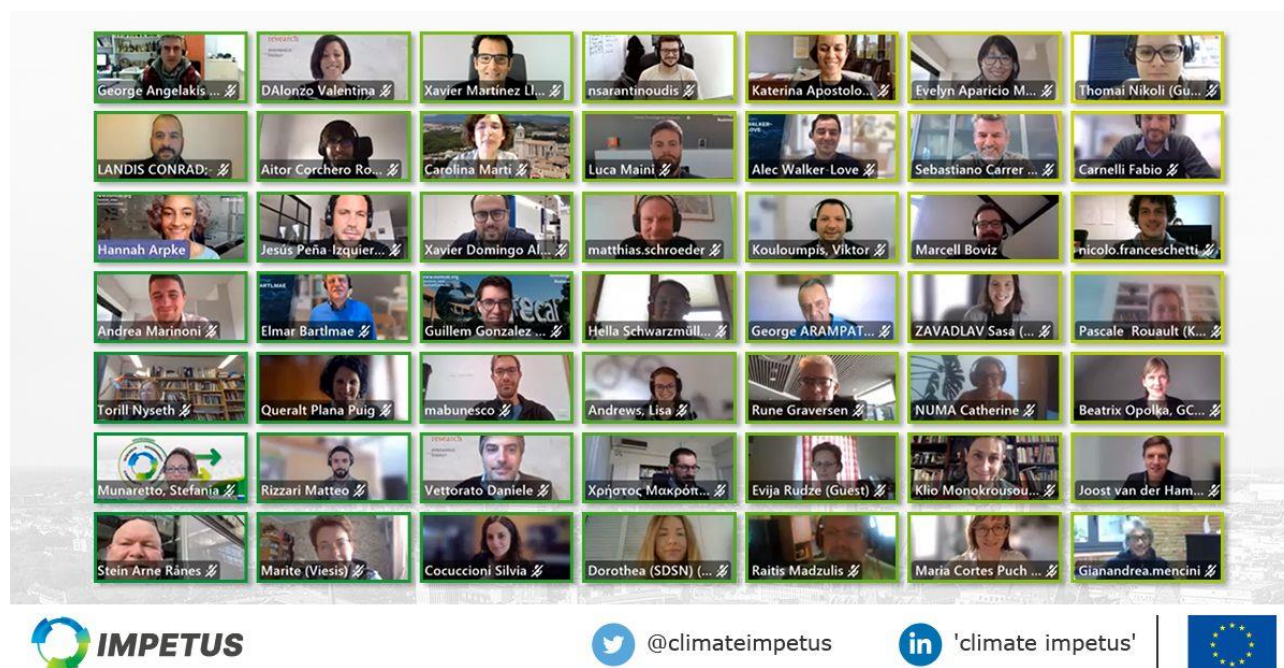 George Angelakis ...
DAlonzo Valentina
Xavier Martínez Ll...
nsarantinoudis
Katerina Apostolo...
Evelyn Aparicio M...
Thomai Nikoli (Gu...
LANDIS CONRAD;-
Aitor Corchero Ro...
Carolina Marti
Luca Maini
Alec Walker-Love
Sebastiano Carrer ...
Carnelli Fabio
Hannah Arpke
Jesús Peña-Izquier...
Xavier Domingo Al...
matthias.schroeder
Kouloumpis, Viktor
Marcell Boviz
nicolo.franceschetti
Andrea Marinoni
Elmar Bartlmae
Guillem Gonzalez ...
Hella Schwarzmüll...
George ARAMPAT...
ZAVADLAV Sasa (...
Pascale Rouault (K...
Torill Nyseth
Queralt Plana Puig
mabunesco
Andrews, Lisa
Rune Graversen
NUMA Catherine
Beatrix Opolka, GC...
Munaretto, Stefania
Rizzari Matteo
research
Vettorato Daniele
Χρήστος Μακρόπ...
Evija Rudze (Guest)
Klio Monokrousou...
Joost van der Ham...
Stein Arne Rånes
Marite (Viesis)
Cocuccioni Silvia
Dorothea (SDSN) (...
Raitis Madzulis
Maria Cortes Puch ...
Gianandrea.mencini
IMPETUS
@climateimpetus
in
'climate impetus'